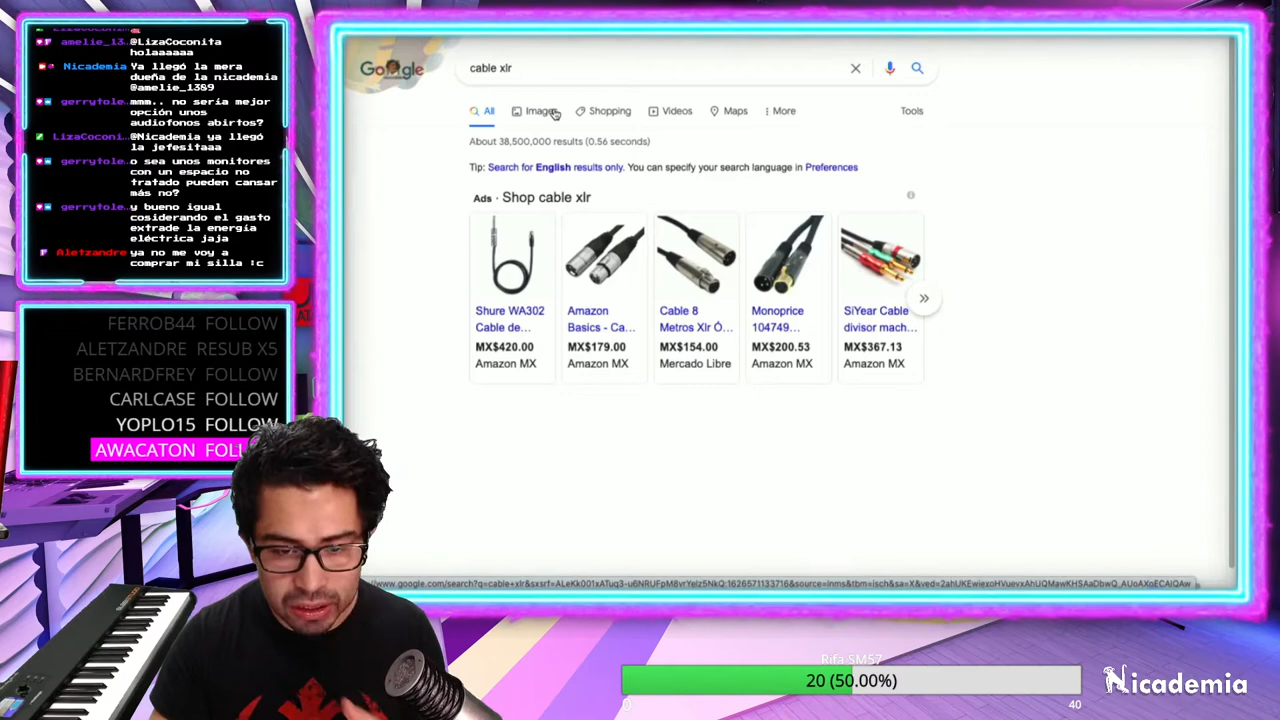 amelie_13.. @LizaCoconita
holaaaaaa
Nicademia Ya llegó la mera
dueña de la nicademia
@amelie_1389
gerrytole.. mmm.. no sería mejor
opción unos
audiofonos abiertos?
LizaCoconi.. @Nicademia ya llegó
la jefesitaaa
gerrytole.. o sea unos monitores
con un espacio no
tratado pueden cansar
más no?
gerrytole.. y bueno igual
cosiderando el gasto
extrade la energía
eléctrica jaja
Aletzandre ya no me voy a
comprar mi silla :c
FERROB44 FOLLOW
ALETZANDRE RESUB X5
BERNARDFREY FOLLOW
CARLCASE FOLLOW
YOPLO15 FOLLOW
AWACATON FOLL
Google
cable xlr
All Images Shopping Videos Maps More Tools
About 38,500,000 results (0.56 seconds)
Tip: Search for English results only. You can specify your search language in Preferences
Ads · Shop cable xlr
Shure WA302
Cable de...
MX$420.00
Amazon MX
Amazon
Basics - Ca...
MX$179.00
Amazon MX
Cable 8
Metros Xlr Ó...
MX$154.00
Mercado Libre
Monoprice
104749...
MX$200.53
Amazon MX
SiYear Cable
divisor mach...
MX$367.13
Amazon MX
Rifa SM57
20 (50.00%)
0
40
Nicademia